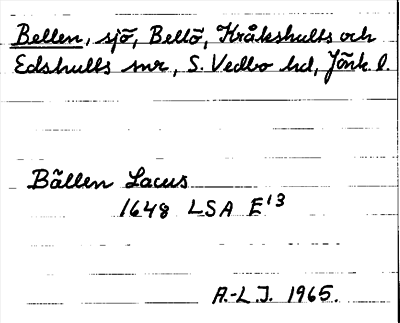 Bellen, sjö, Bellö, Kråkshults och
Edshults snr, S. Vedbo hd, Jönk. l.
Bällen Lacus
1648 LSA E¹³
A.-L.J. 1965.